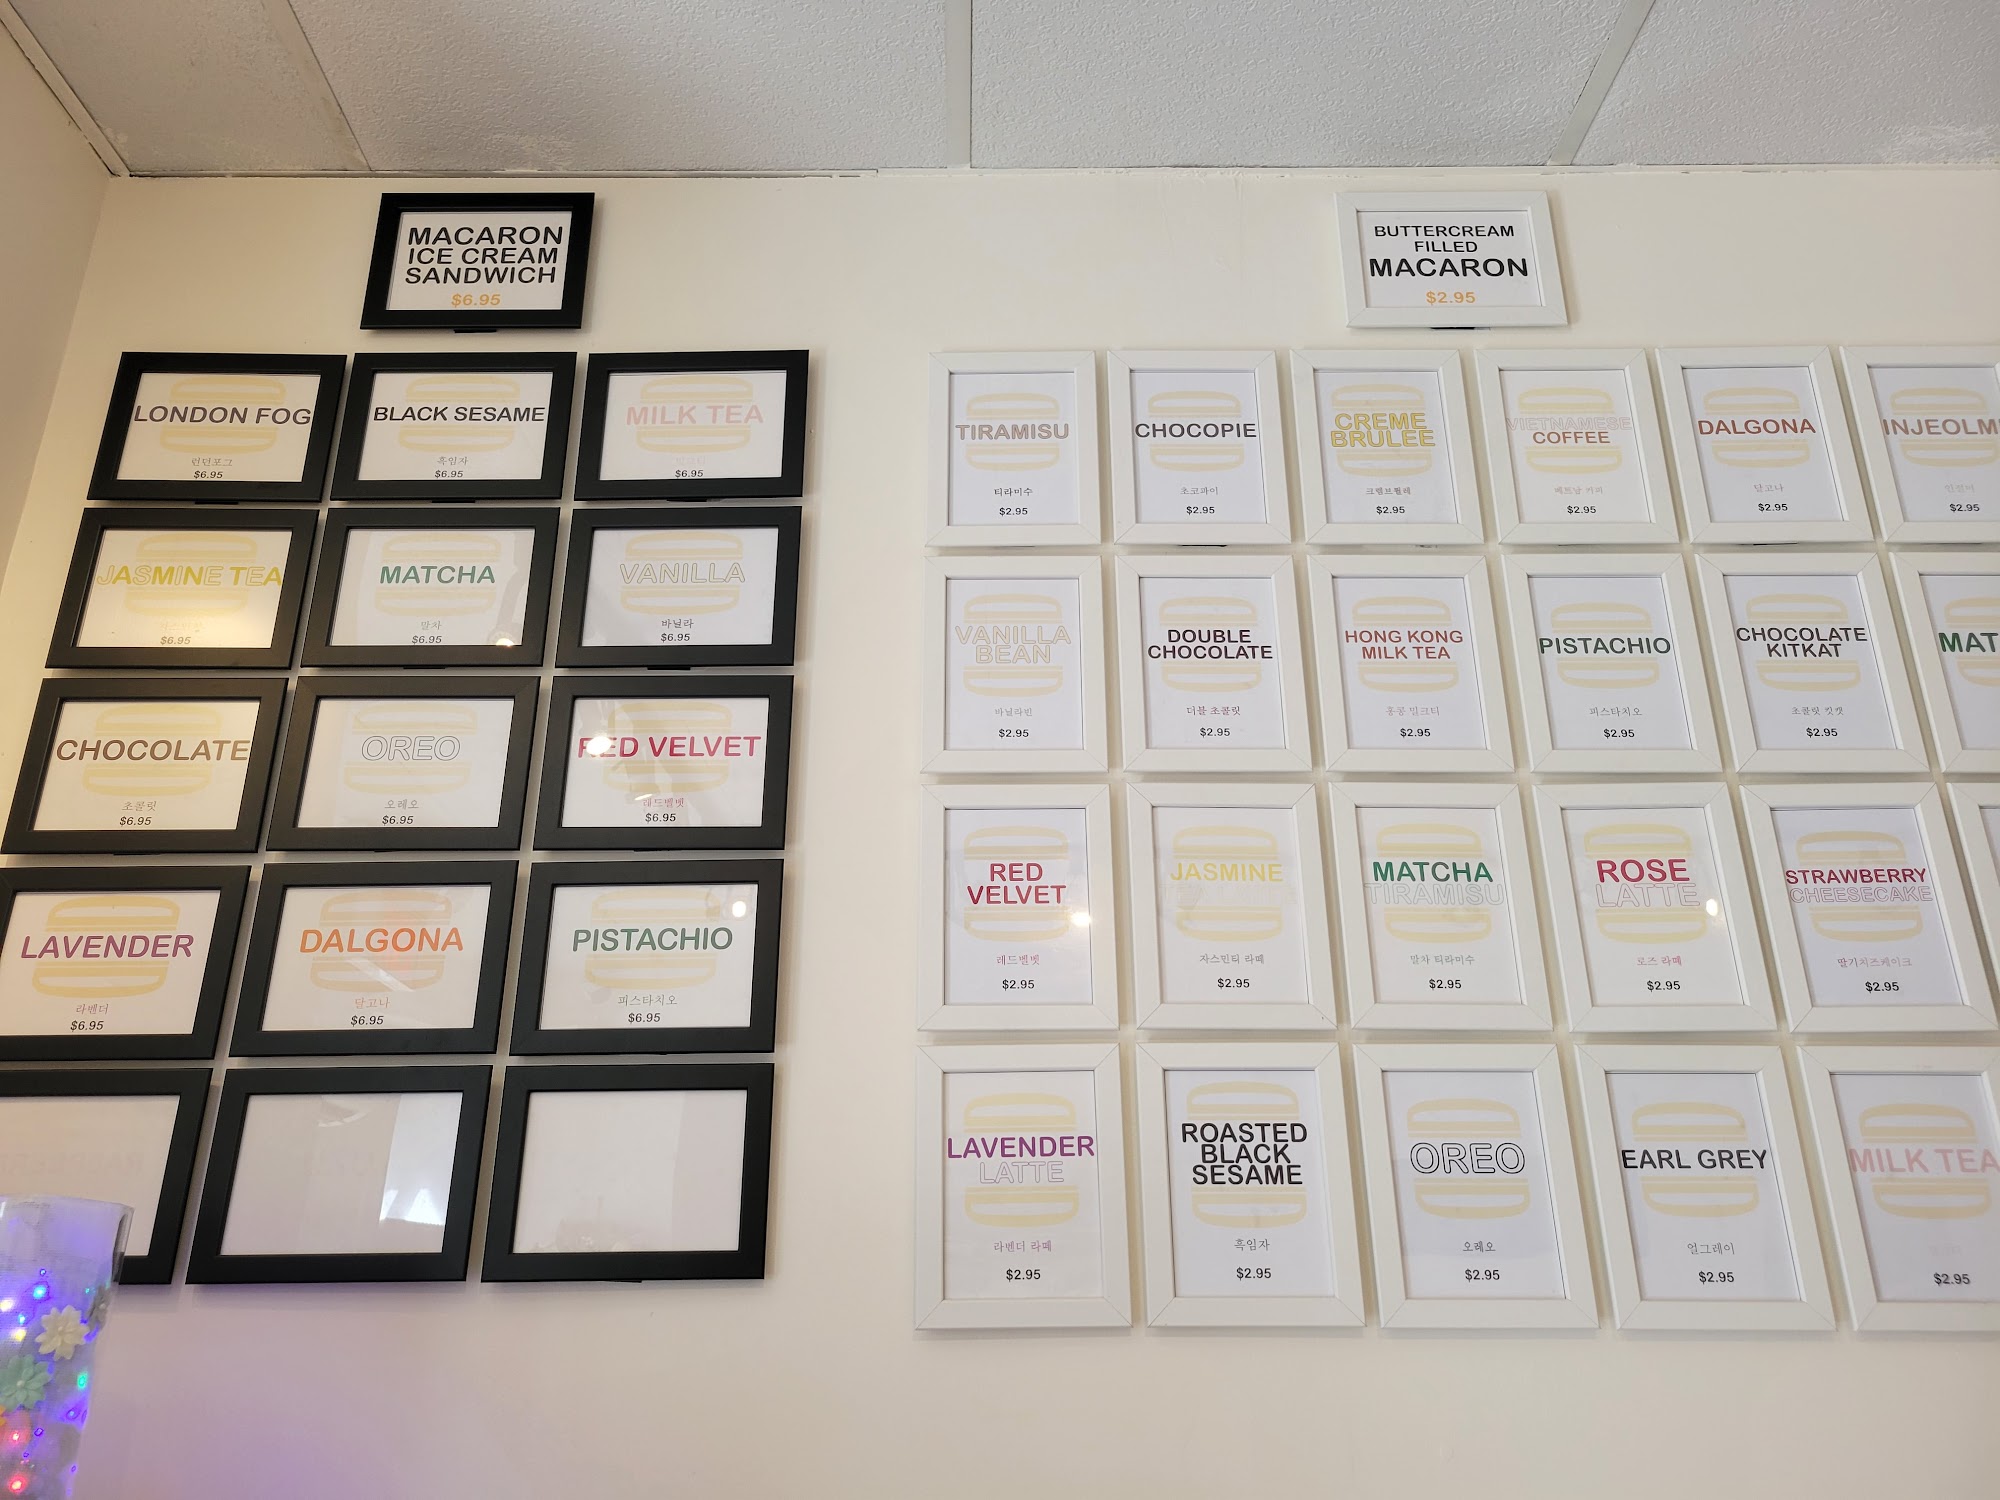 MACARON
ICE CREAM
SANDWICH
$6.95
LONDON FOG
런던포그
$6.95
BLACK SESAME
흑임자
$6.95
MILK TEA
$6.95
JASMINE TEA
$6.95
MATCHA
말차
$6.95
VANILLA
바닐라
$6.95
CHOCOLATE
초콜릿
$6.95
OREO
오레오
$6.95
RED VELVET
레드벨벳
$6.95
LAVENDER
라벤더
$6.95
DALGONA
달고나
$6.95
PISTACHIO
피스타치오
$6.95
BUTTERCREAM
FILLED
MACARON
$2.95
TIRAMISU
티라미수
$2.95
CHOCOPIE
초코파이
$2.95
CREME
BRULEE
크렘브륄레
$2.95
VIETNAMESE
COFFEE
베트남 커피
$2.95
DALGONA
달고나
$2.95
INJEOLMI
$2.95
VANILLA
BEAN
바닐라빈
$2.95
DOUBLE
CHOCOLATE
더블 초콜릿
$2.95
HONG KONG
MILK TEA
홍콩 밀크티
$2.95
PISTACHIO
피스타치오
$2.95
CHOCOLATE
KITKAT
초콜릿 킷캣
$2.95
MAT
RED
VELVET
레드벨벳
$2.95
JASMINE
자스민티 라떼
$2.95
MATCHA
TIRAMISU
말차 티라미수
$2.95
ROSE
LATTE
로즈 라떼
$2.95
STRAWBERRY
CHEESECAKE
딸기치즈케이크
$2.95
LAVENDER
LATTE
라벤더 라떼
$2.95
ROASTED
BLACK
SESAME
흑임자
$2.95
OREO
오레오
$2.95
EARL GREY
얼그레이
$2.95
MILK TEA
$2.95